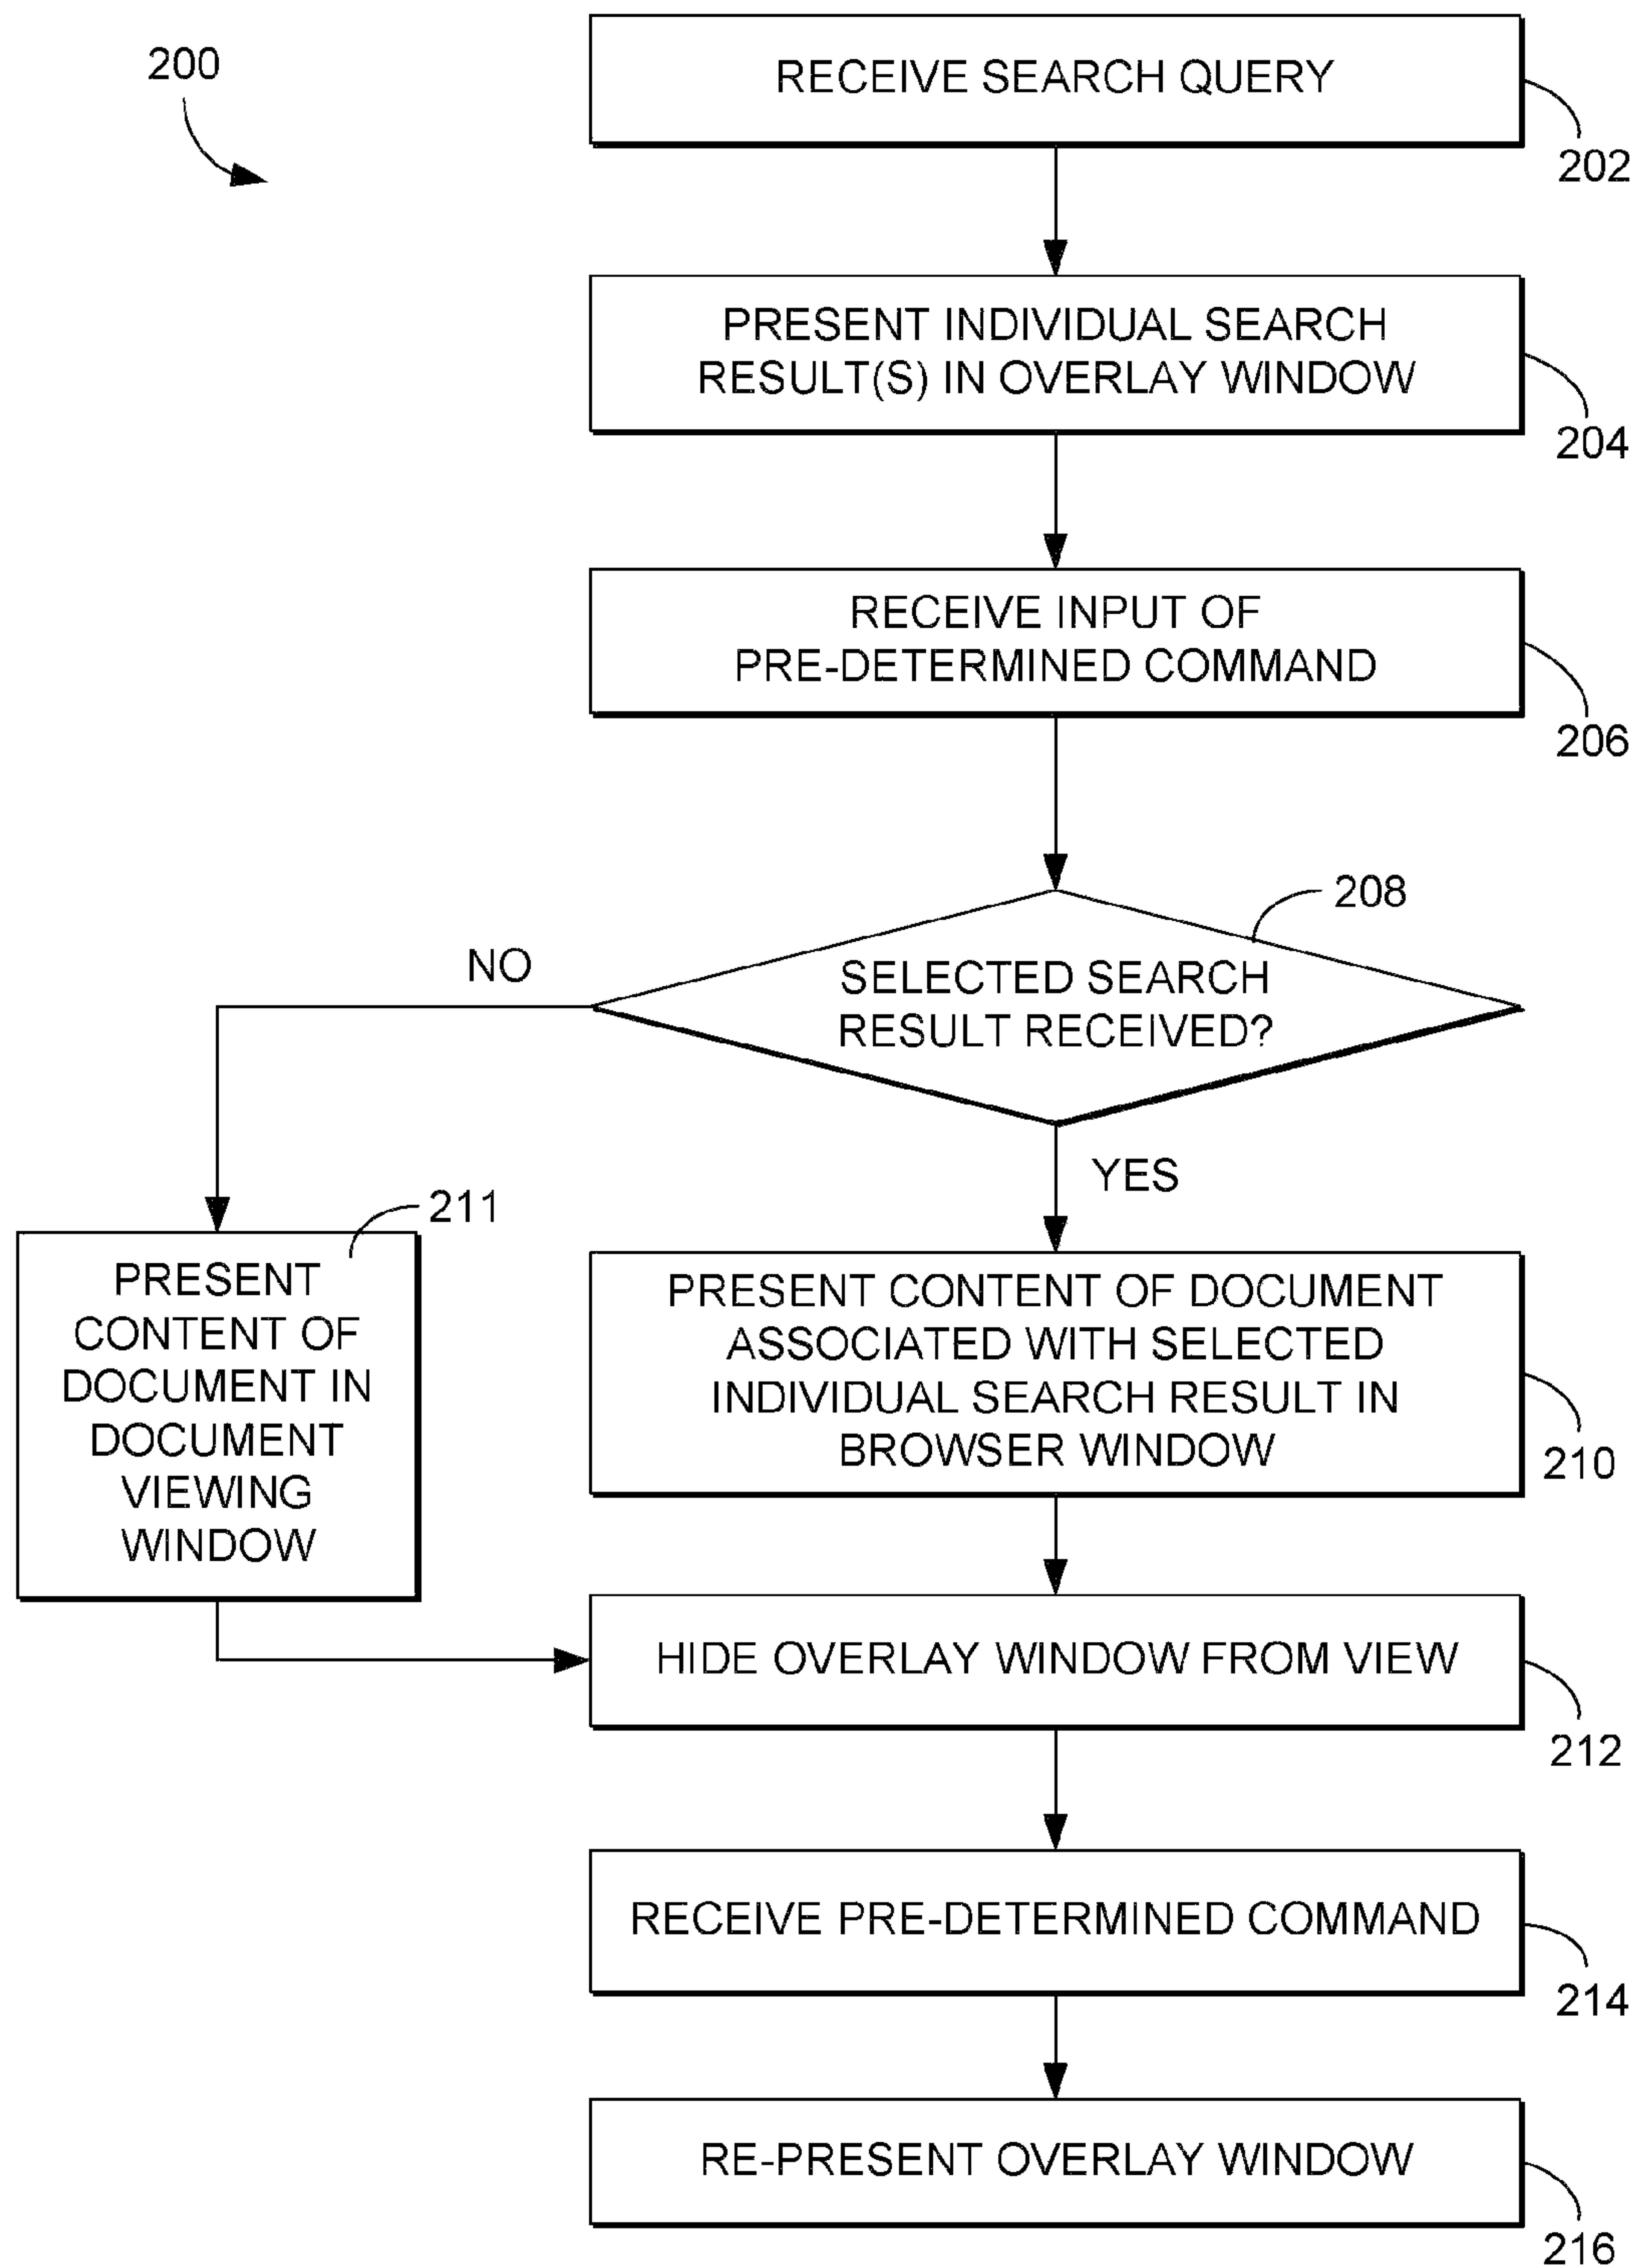 200
RECEIVE SEARCH QUERY
202
PRESENT INDIVIDUAL SEARCH
RESULT(S) IN OVERLAY WINDOW
204
RECEIVE INPUT OF
PRE-DETERMINED COMMAND
206
208
NO
SELECTED SEARCH
RESULT RECEIVED?
YES
211
PRESENT
CONTENT OF
DOCUMENT IN
DOCUMENT
VIEWING
WINDOW
PRESENT CONTENT OF DOCUMENT
ASSOCIATED WITH SELECTED
INDIVIDUAL SEARCH RESULT IN
BROWSER WINDOW
210
HIDE OVERLAY WINDOW FROM VIEW
212
RECEIVE PRE-DETERMINED COMMAND
214
RE-PRESENT OVERLAY WINDOW
216